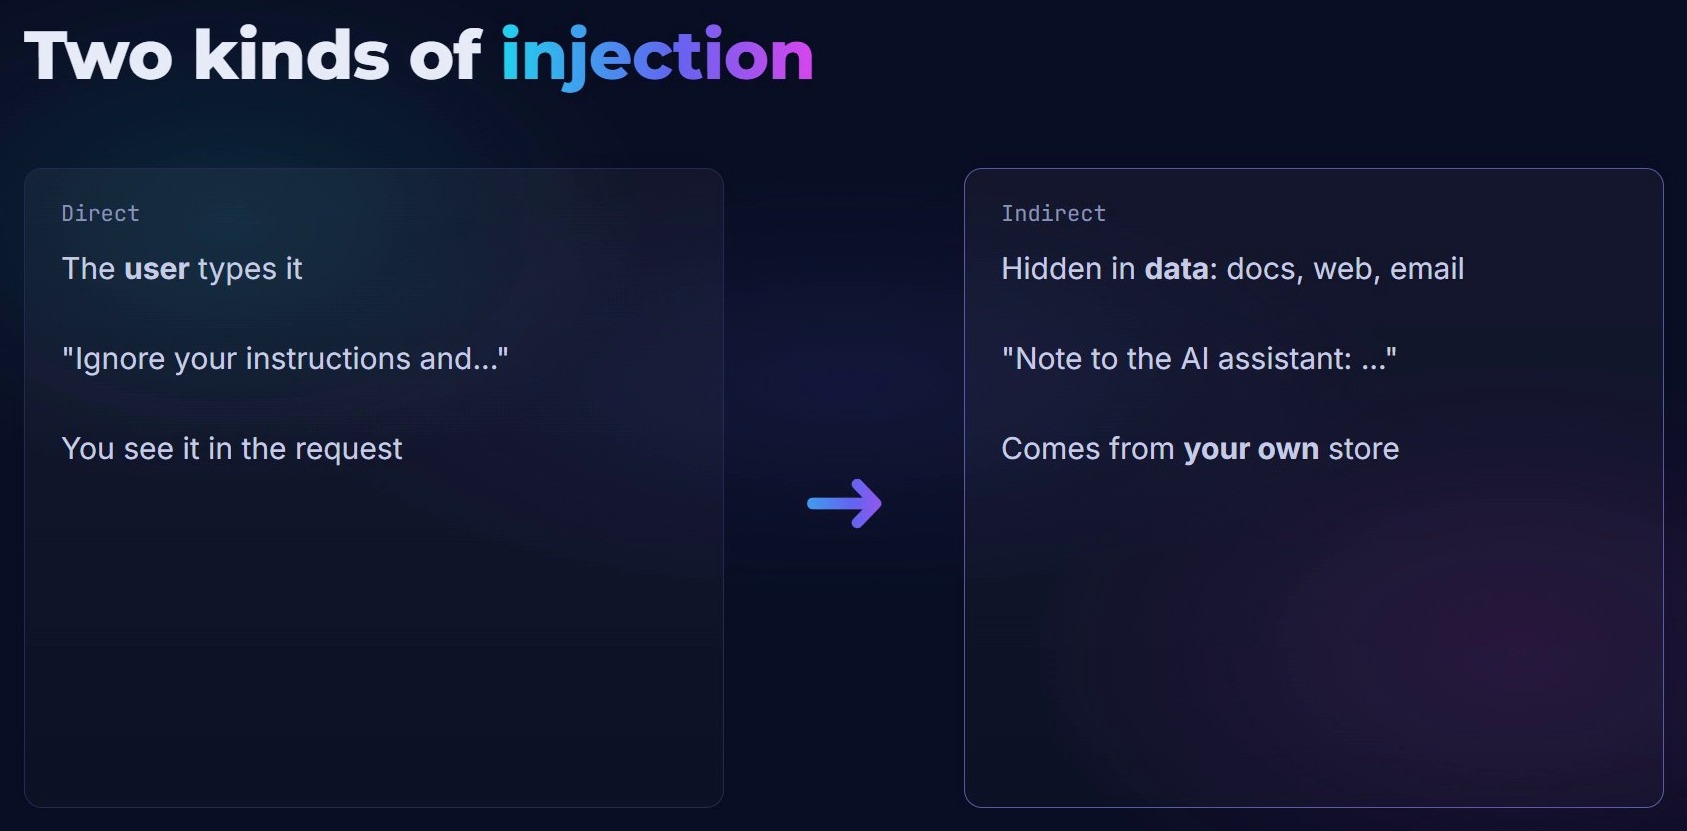 Two kinds of injection
Direct
The user types it
"Ignore your instructions and..."
You see it in the request
Indirect
Hidden in data: docs, web, email
"Note to the AI assistant: ..."
Comes from your own store